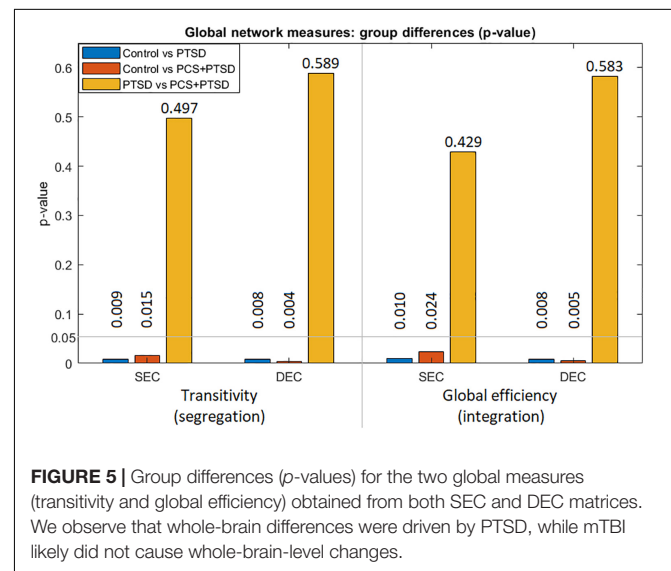 Global network measures: group differences (p-value)
Control vs PTSD
Control vs PCS+PTSD
PTSD vs PCS+PTSD
p-value
0.6
0.5
0.4
0.3
0.2
0.1
0.05
0
0.009
0.015
0.497
0.008
0.004
0.589
0.010
0.024
0.429
0.008
0.005
0.583
SEC
DEC
SEC
DEC
Transitivity
(segregation)
Global efficiency
(integration)
FIGURE 5 | Group differences (p-values) for the two global measures
(transitivity and global efficiency) obtained from both SEC and DEC matrices.
We observe that whole-brain differences were driven by PTSD, while mTBI
likely did not cause whole-brain-level changes.